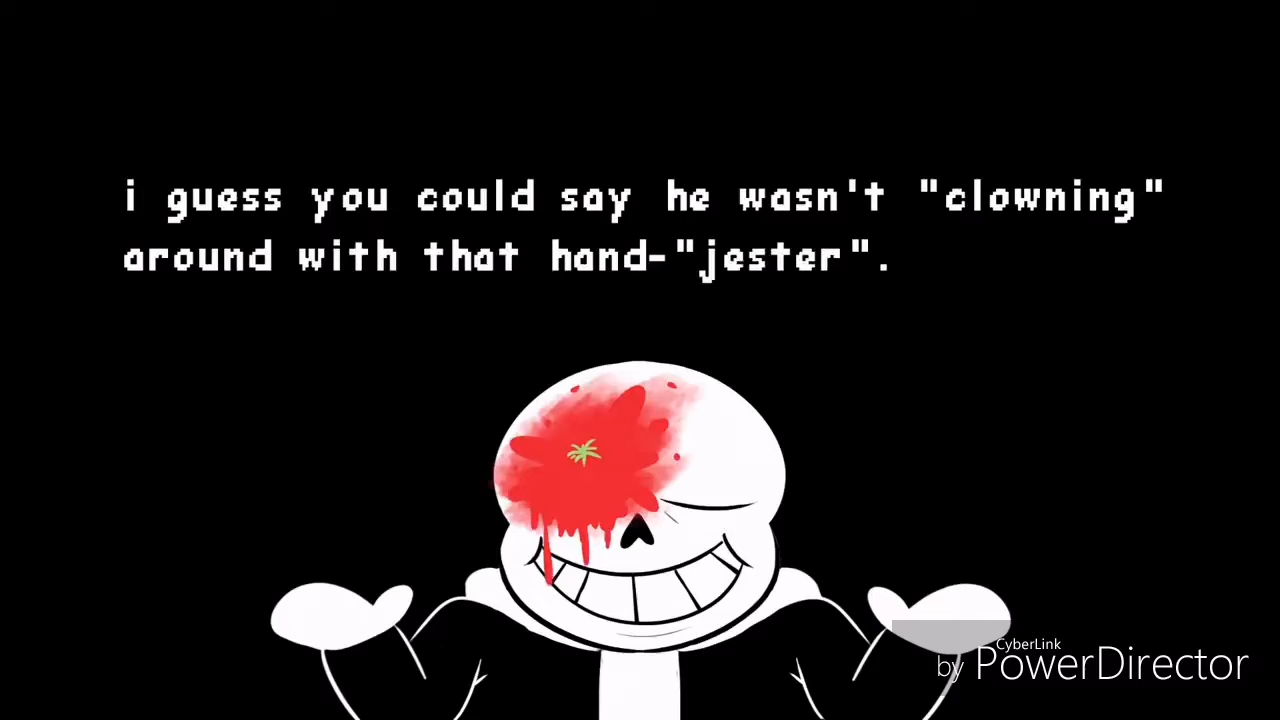 i guess you could say he wasn't "clowning"
around with that hand-"jester".
CyberLink
by PowerDirector